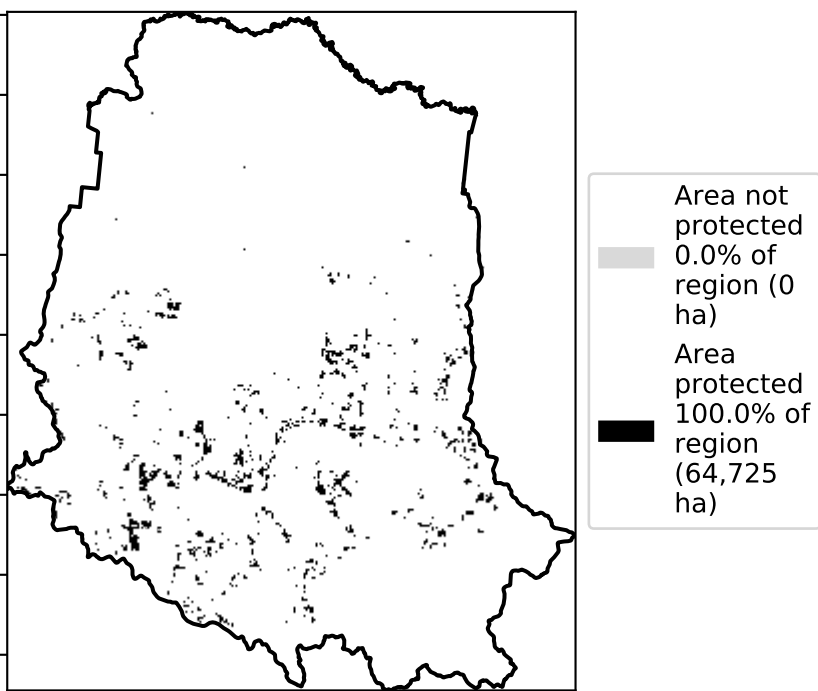 Area not
protected
0.0% of
region (0
ha)
Area
protected
100.0% of
region
(64,725
ha)